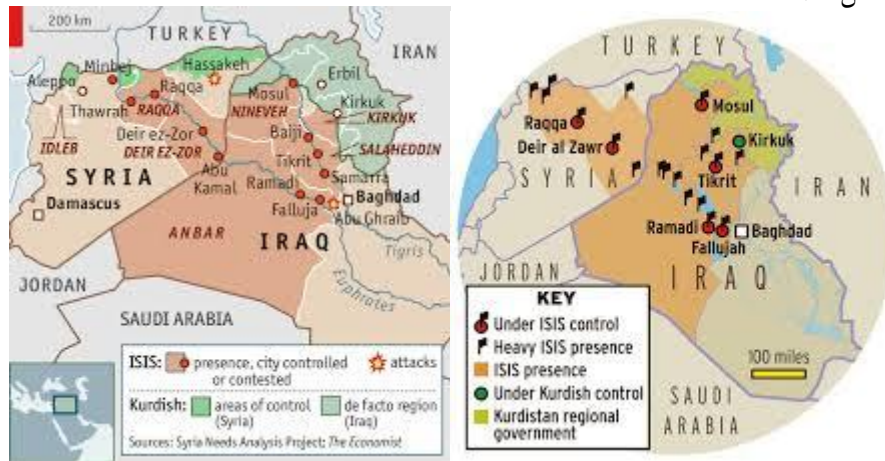 ش
200 km
TURKEY
IRAN
Minbej
Hassakeh
Aleppo
Raqqa
Mosul
Erbil
Thawrah
RAQQA
NINEVEH
Kirkuk
Deir ez-Zor
Baiji
KIRKUK
IDLEB
DEIR EZ-ZOR
Tikrit
SALAHEDDIN
SYRIA
Abu
Kamal
Ramadi
Samarra
Damascus
Falluja
Baghdad
Abu Ghraib
ANBAR
IRAQ
Tigris
JORDAN
Euphrates
SAUDI ARABIA
ISIS: presence, city controlled
or contested
attacks
Kurdish: areas of control
(Syria)
de facto region
(Iraq)
Sources: Syria Needs Analysis Project; The Economist
TURKEY
Mosul
Raqqa
Kirkuk
Deir al Zawr
SYRIA
Tikrit
IRAN
Ramadi
Baghdad
Fallujah
JORDAN
IRAQ
KEY
Under ISIS control
Heavy ISIS presence
ISIS presence
Under Kurdish control
Kurdistan regional
government
100 miles
SAUDI
ARABIA